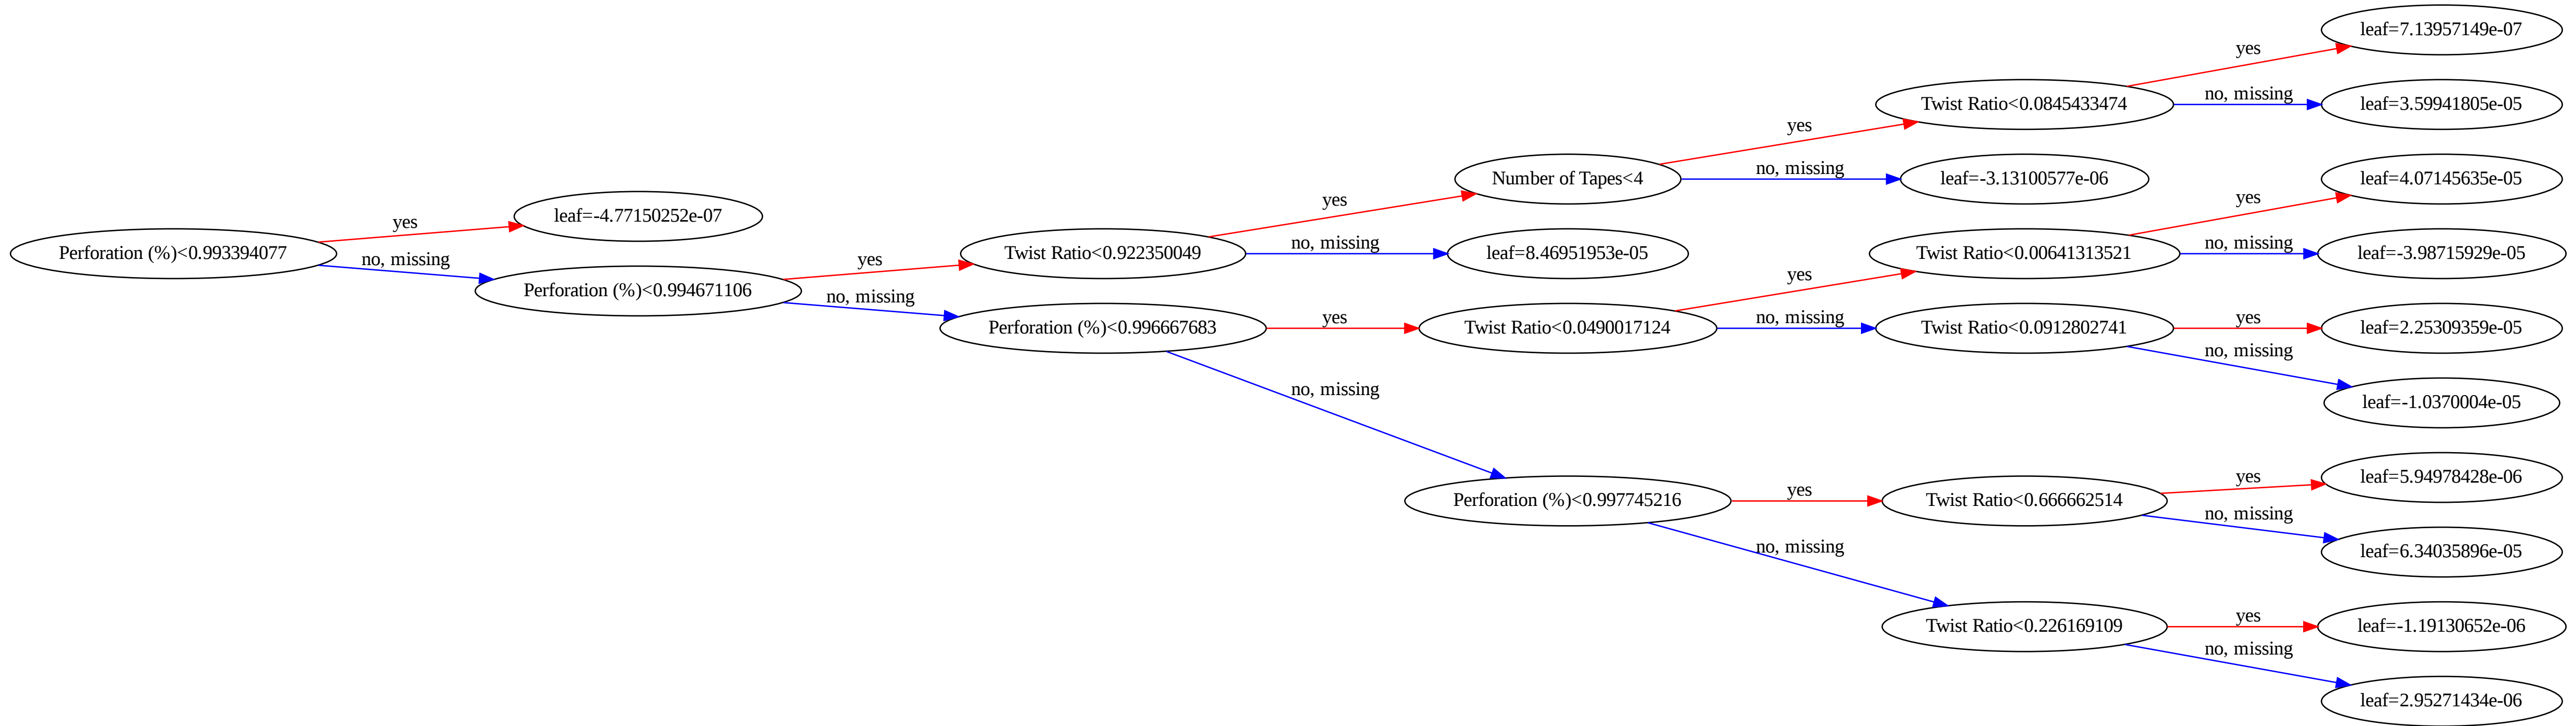 leaf=7.13957149e-07
yes
Twist Ratio<0.0845433474
no, missing
leaf=3.59941805e-05
yes
Number of Tapes<4
no, missing
leaf=-3.13100577e-06
leaf=4.07145635e-05
yes
yes
leaf=-4.77150252e-07
yes
Perforation (%)<0.993394077
no, missing
yes
Twist Ratio<0.922350049
no, missing
leaf=8.46951953e-05
Twist Ratio<0.00641313521
no, missing
leaf=-3.98715929e-05
yes
Perforation (%)<0.994671106
no, missing
Perforation (%)<0.996667683
yes
Twist Ratio<0.0490017124
no, missing
Twist Ratio<0.0912802741
yes
leaf=2.25309359e-05
no, missing
leaf=-1.0370004e-05
no, missing
Perforation (%)<0.997745216
yes
Twist Ratio<0.666662514
yes
leaf=5.94978428e-06
no, missing
leaf=6.34035896e-05
no, missing
Twist Ratio<0.226169109
yes
leaf=-1.19130652e-06
no, missing
leaf=2.95271434e-06